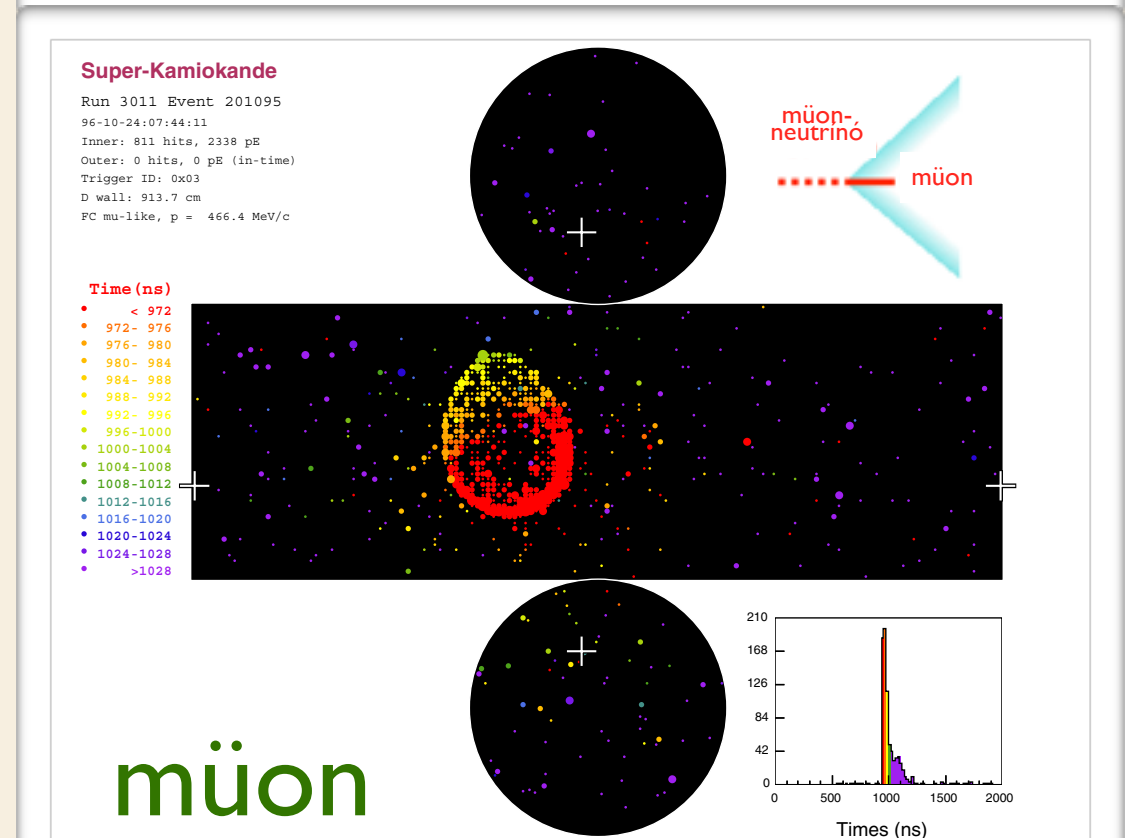 Super-Kamiokande
Run 3011 Event 201095
96-10-24:07:44:11
Inner: 811 hits, 2338 pE
Outer: 0 hits, 0 pE (in-time)
Trigger ID: 0x03
D wall: 913.7 cm
FC mu-like, p = 466.4 MeV/c
müon-
neutrinó
müon
Time(ns)
< 972
972- 976
976- 980
980- 984
984- 988
988- 992
992- 996
996-1000
1000-1004
1004-1008
1008-1012
1012-1016
1016-1020
1020-1024
1024-1028
>1028
müon
210
168
126
84
42
0
0
500
1000
1500
2000
Times (ns)